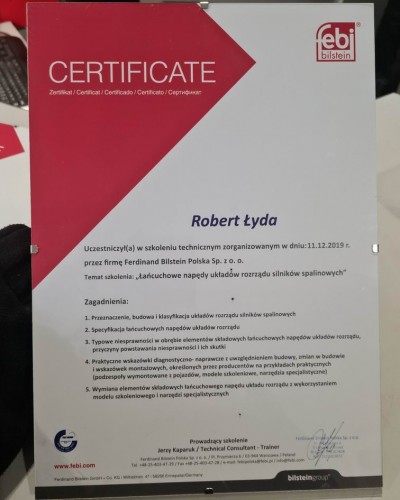 febi
bilstein
CERTIFICATE
Zertifikat / Certificat / Certificado / Certificato / Сертификат
Robert Łyda
Uczestniczył(a) w szkoleniu technicznym zorganizowanym w dniu: 11.12.2019 r.
przez firmę Ferdinand Bilstein Polska Sp. z o. o.
Temat szkolenia: „Łańcuchowe napędy układów rozrządu silników spalinowych”
Zagadnienia:
1. Przeznaczenie, budowa i klasyfikacja układów rozrządu silników spalinowych
2. Specyfikacja łańcuchowych napędów układów rozrządu
3. Typowe niesprawności w obrębie elementów składowych łańcuchowych napędów układów rozrządu,
przyczyny powstawania niesprawności i ich skutki
4. Praktyczne wskazówki diagnostyczno- naprawcze z uwzględnieniem budowy, zmian w budowie
i wskazówek montażowych, określonych przez producentów na przykładach praktycznych
(podzespoły wymontowane z pojazdów, modele szkoleniowe, narzędzia specjalistyczne)
5. Wymiana elementów składowych łańcuchowego napędu układu rozrządu z wykorzystaniem
modelu szkoleniowego i narzędzi specjalistycznych
Prowadzący szkolenie
Jerzy Kaparuk / Technical Consultant - Trainer
www.febi.com
bilsteingroup®